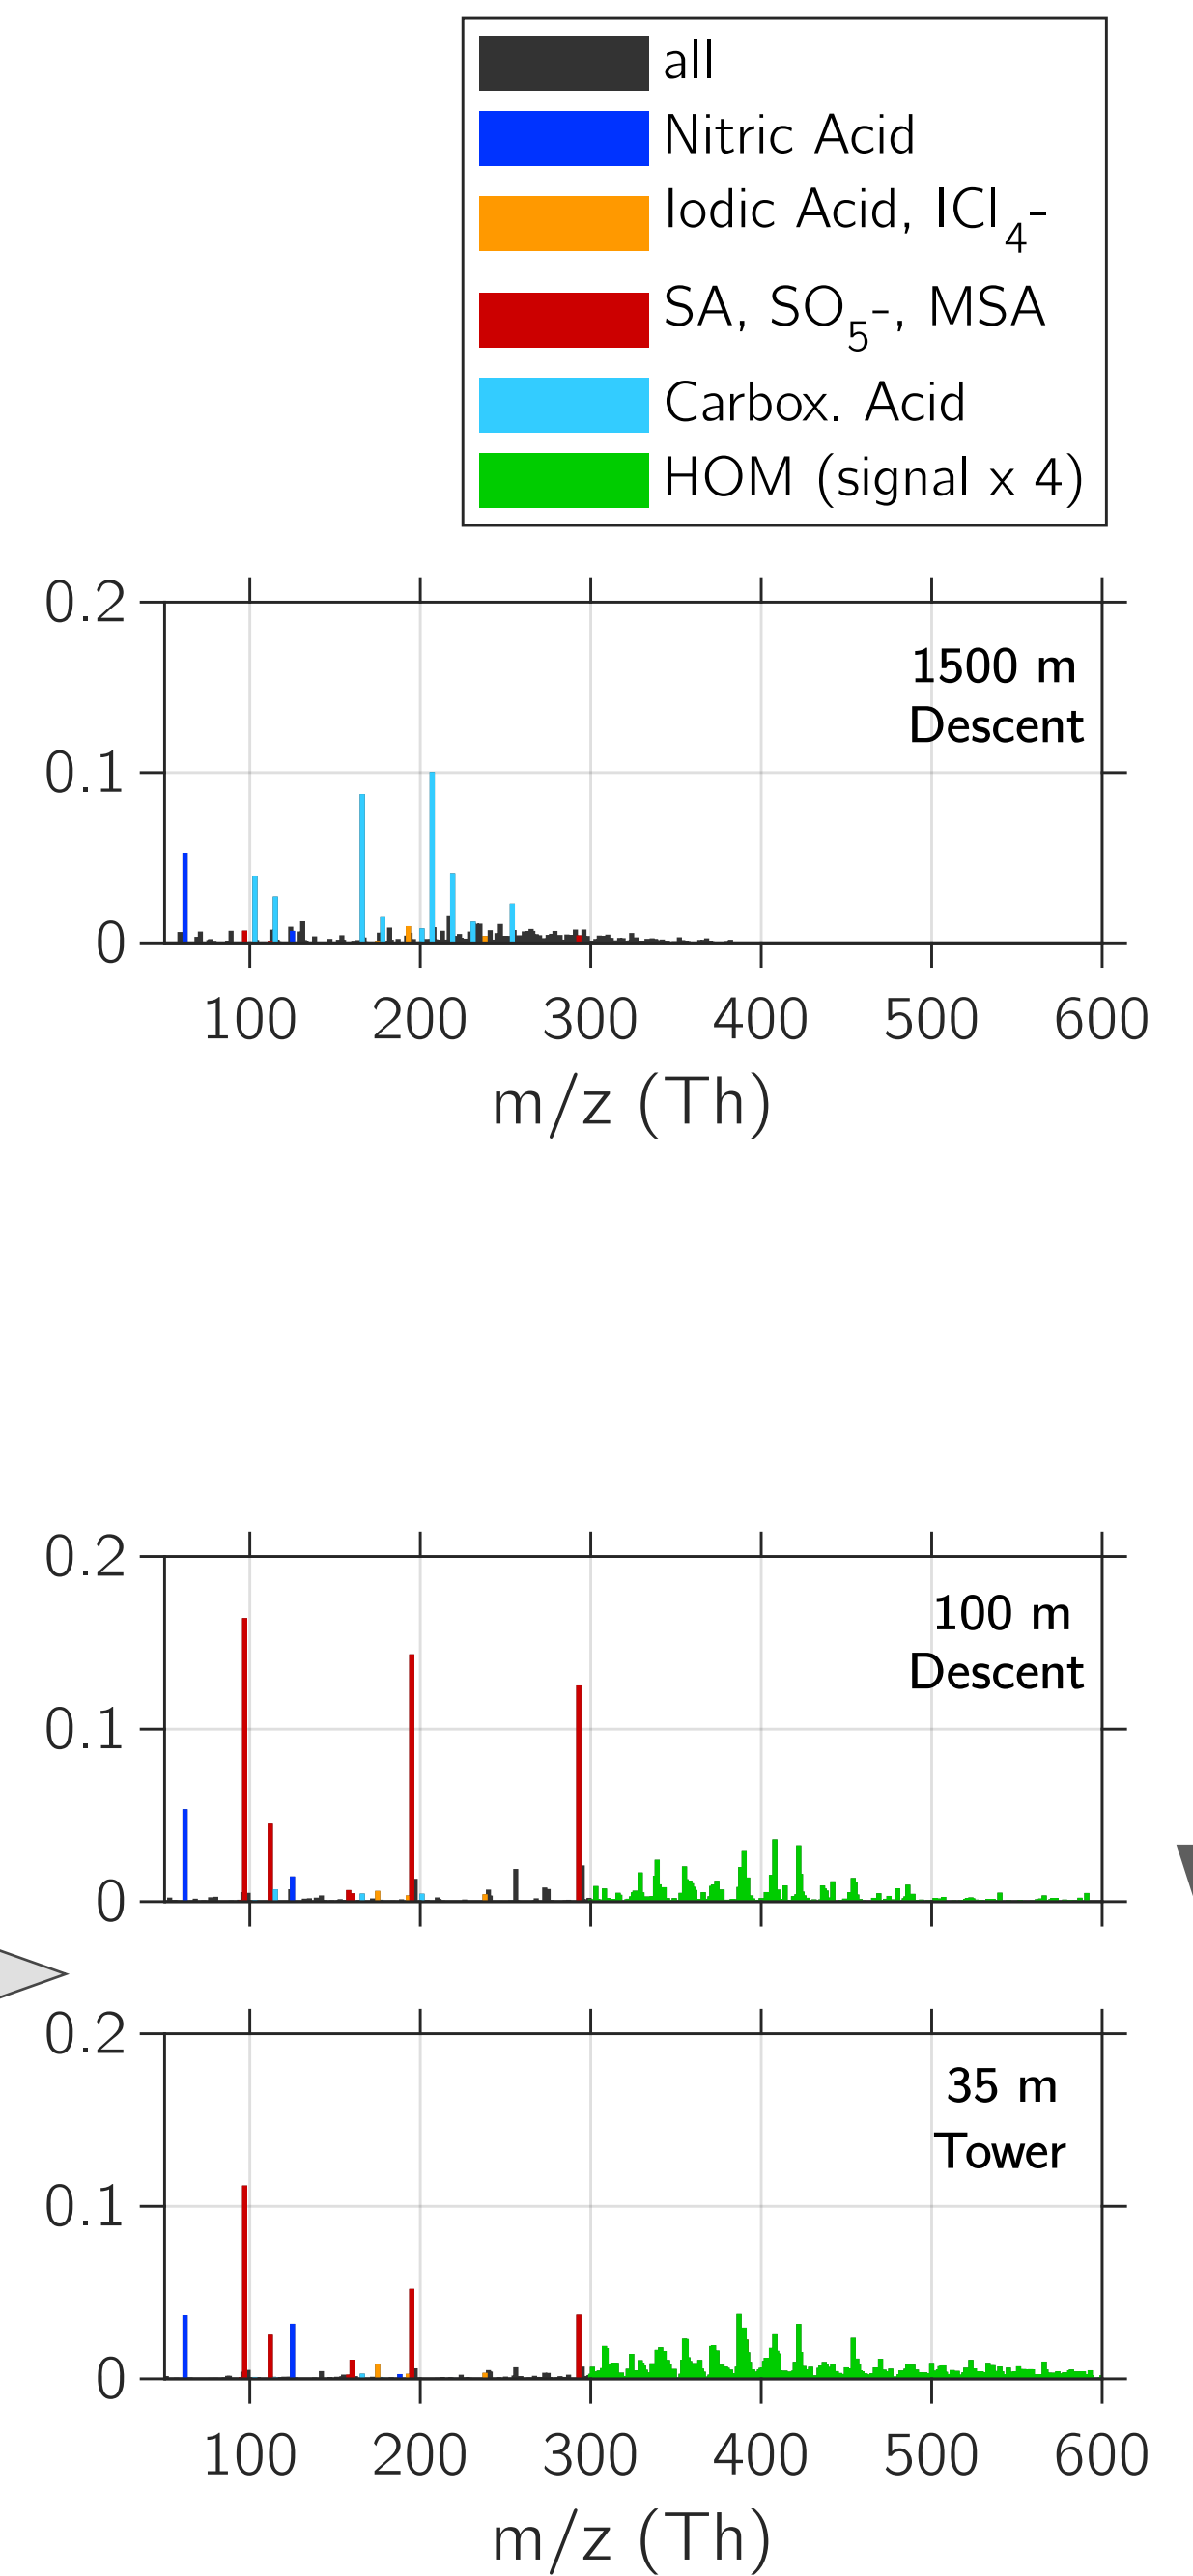 all
Nitric Acid
Iodic Acid, ICl4-
SA, SO5-, MSA
Carbox. Acid
HOM (signal x 4)
0.2
1500 m
Descent
0.1
0
100 200 300 400 500 600
m/z (Th)
0.2
100 m
Descent
0.1
0
0.2
35 m
Tower
0.1
0
100 200 300 400 500 600
m/z (Th)